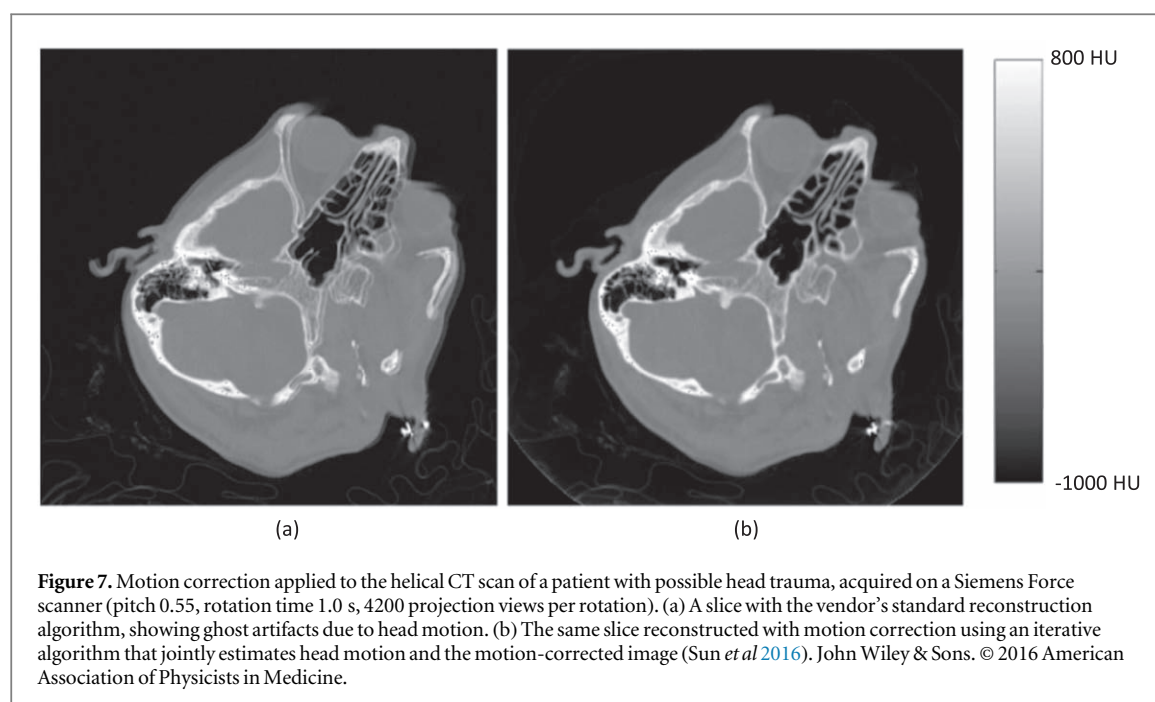 800 HU
-1000 HU
(a)
(b)
Figure 7. Motion correction applied to the helical CT scan of a patient with possible head trauma, acquired on a Siemens Force
scanner (pitch 0.55, rotation time 1.0 s, 4200 projection views per rotation). (a) A slice with the vendor's standard reconstruction
algorithm, showing ghost artifacts due to head motion. (b) The same slice reconstructed with motion correction using an iterative
algorithm that jointly estimates head motion and the motion-corrected image (Sun et al 2016). John Wiley & Sons. © 2016 American
Association of Physicists in Medicine.